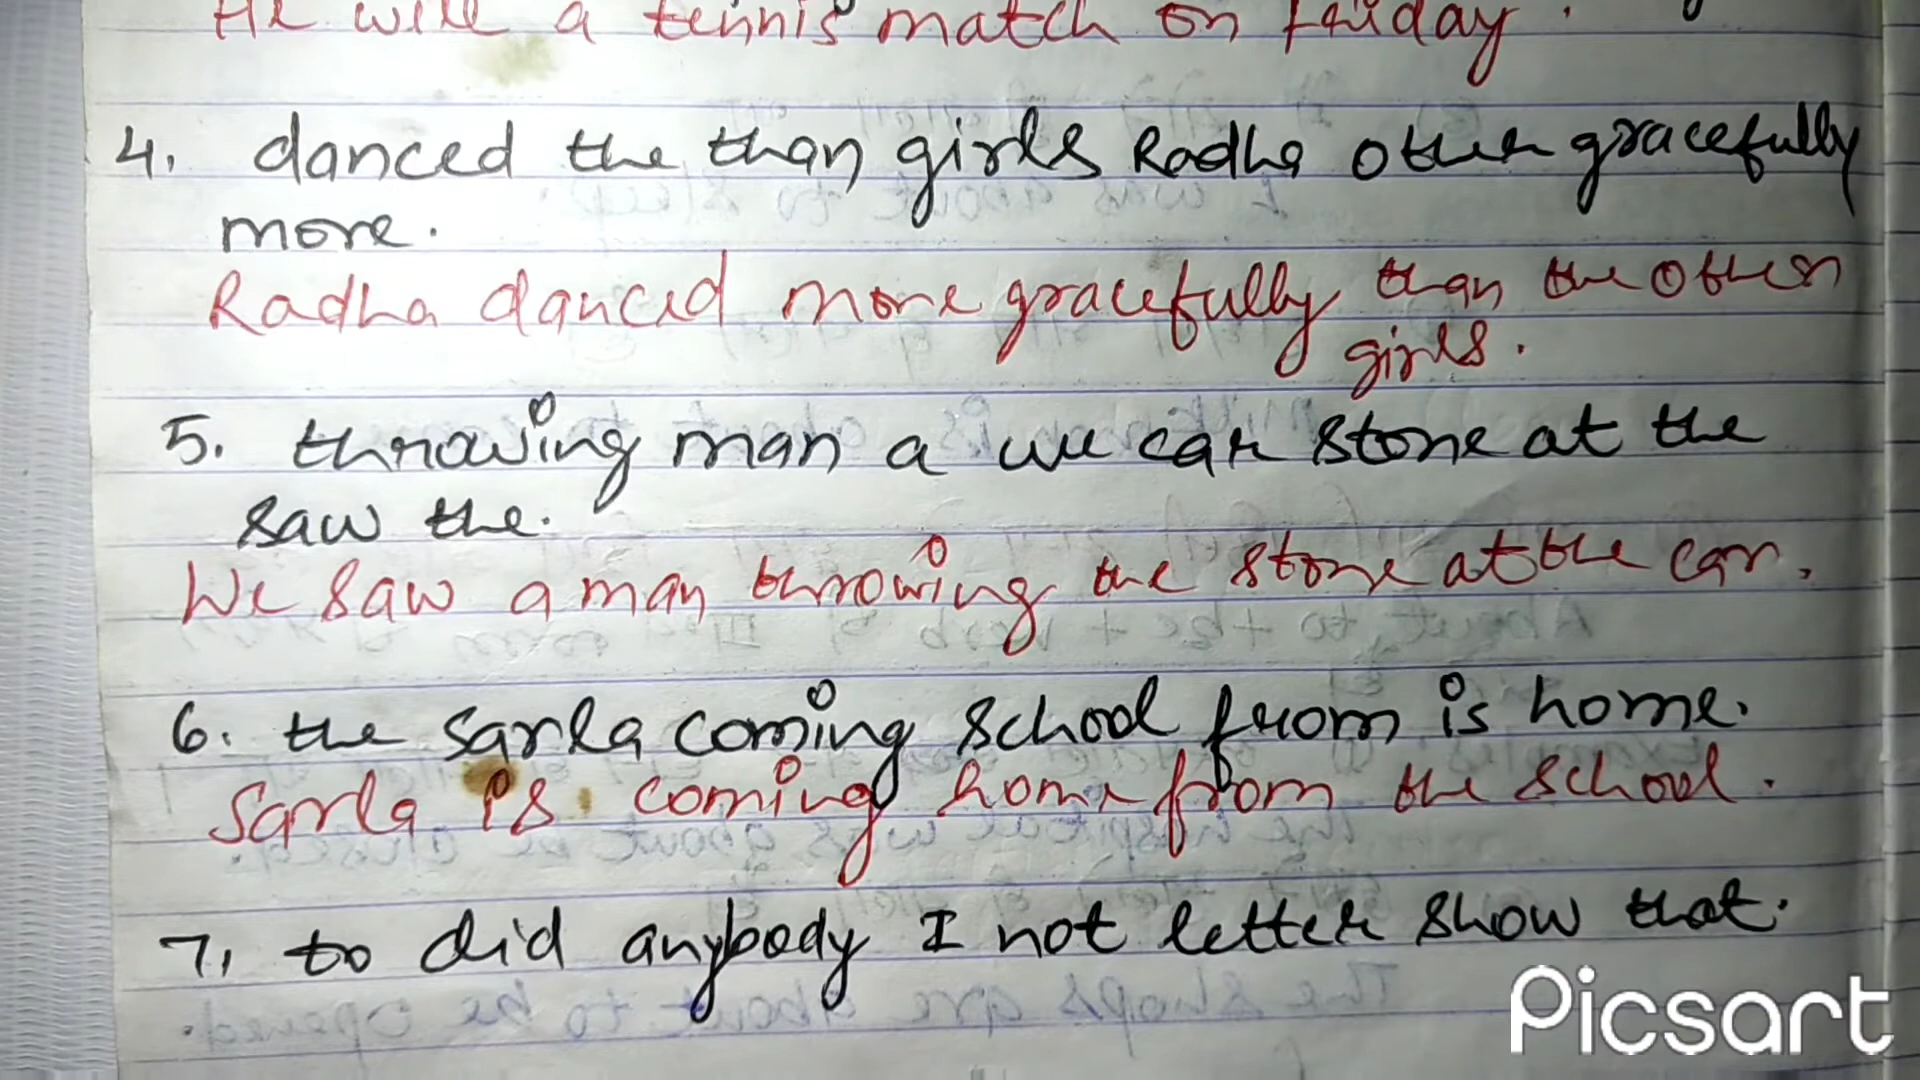 He will a tennis match on friday.
4. danced the than girls Radha other gracefully
more.
Radha danced more gracefully than the other
girls.
5. throwing man a we car stone at the
saw the.
We saw a man throwing the stone at the car.
6. the Sarla coming school from is home.
Sarla is coming home from the school.
7. to did anybody I not letter show that.
Picsart